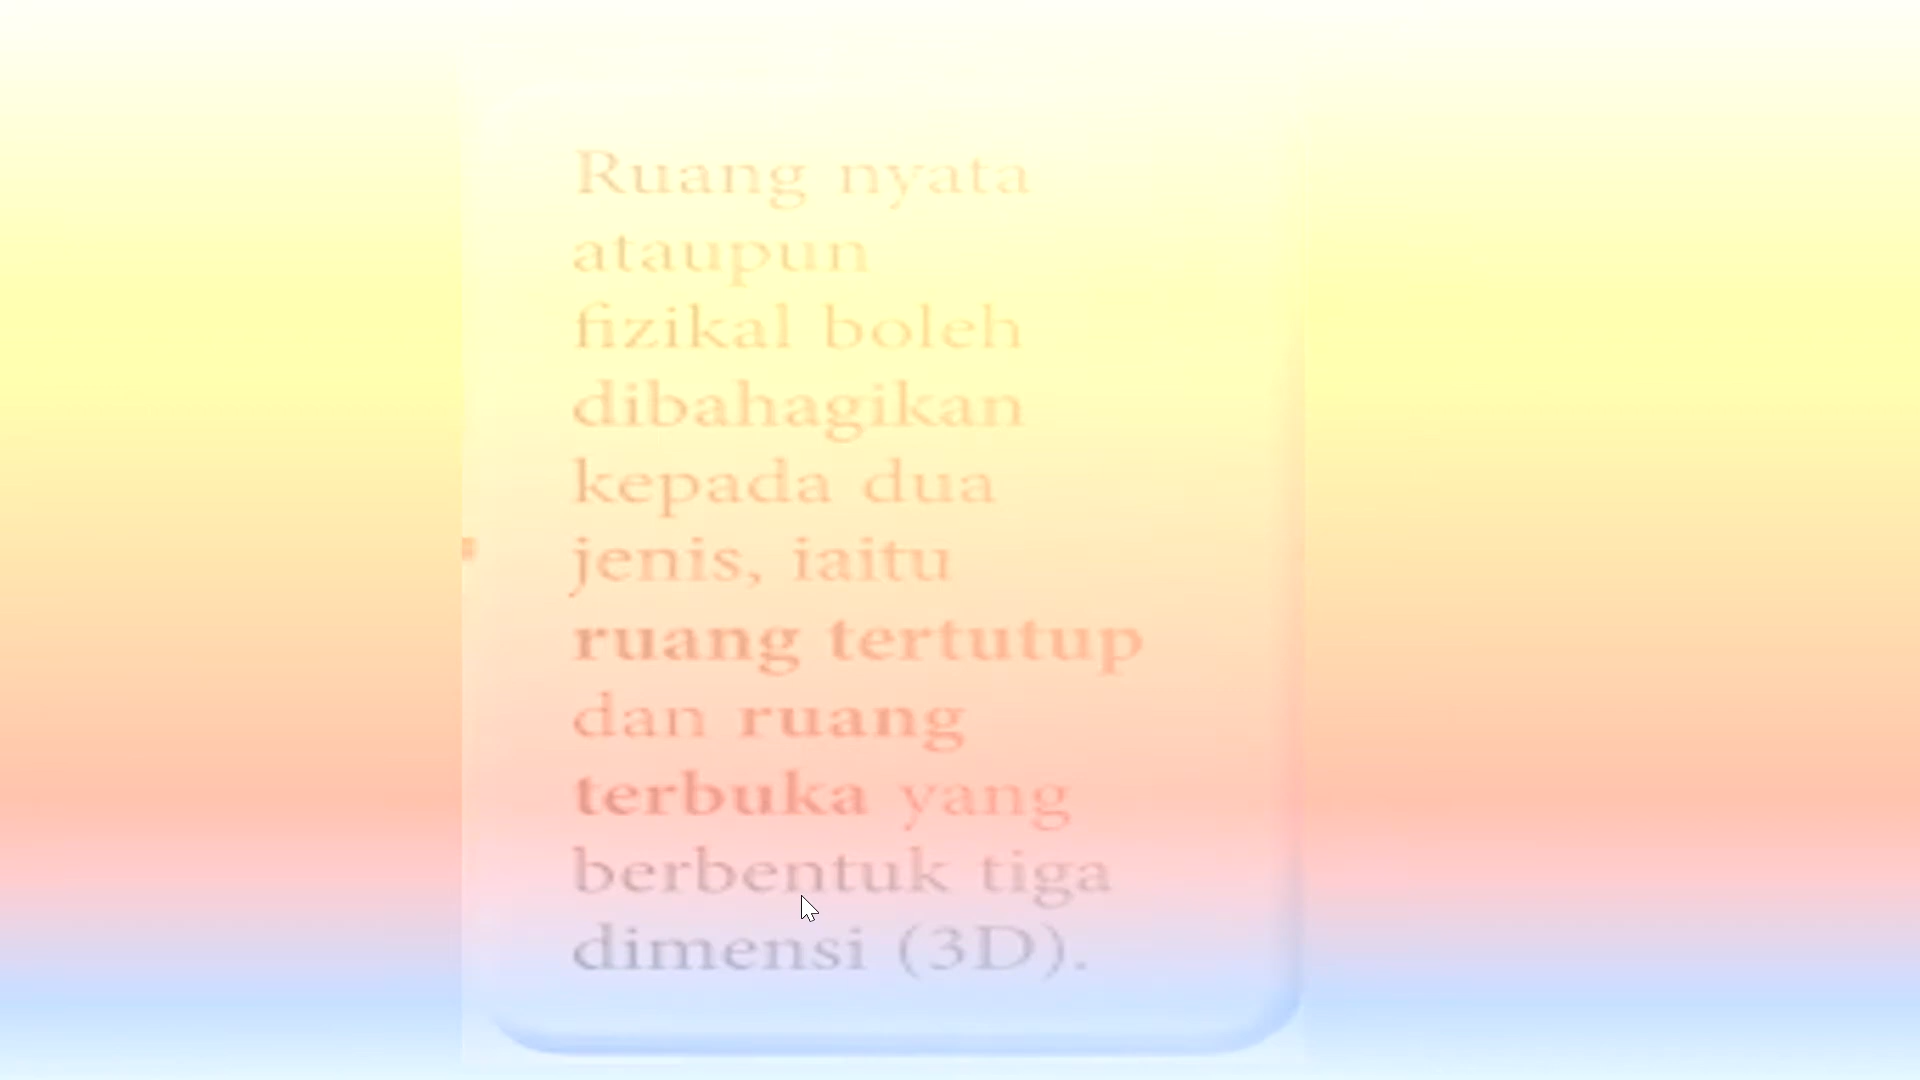 Ruang nyata
ataupun
fizikal boleh
dibahagikan
kepada dua
jenis, iaitu
ruang tertutup
dan ruang
terbuka yang
berbentuk tiga
dimensi (3D).